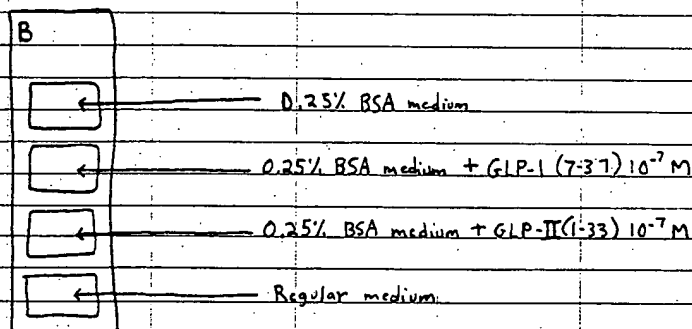 B
0.25% BSA medium
0.25% BSA medium + GLP-1 (7-37) 10⁻⁷ M
0.25% BSA medium + GLP-II (1-33) 10⁻⁷ M
Regular medium